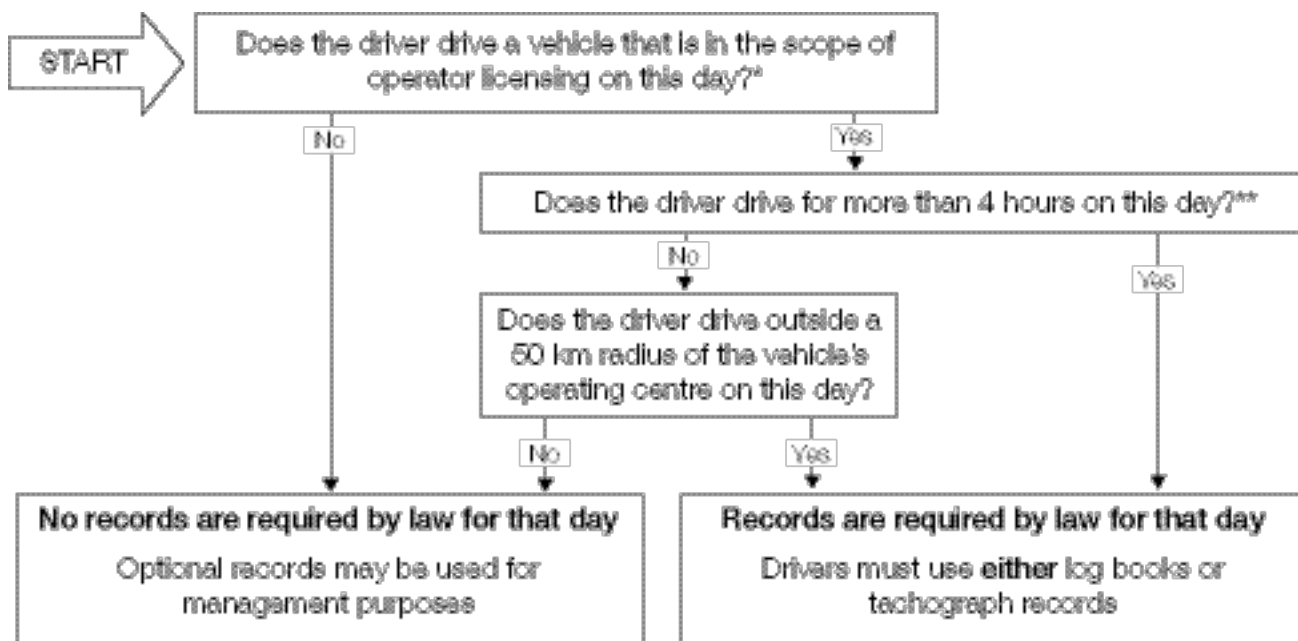 START
Does the driver drive a vehicle that is in the scope of
operator licensing on this day?*
No
Yes
Does the driver drive for more than 4 hours on this day?**
No
Yes
Does the driver drive outside a
50 km radius of the vehicle's
operating centre on this day?
No
Yes
No records are required by law for that day
Optional records may be used for
management purposes
Records are required by law for that day
Drivers must use either log books or
tachograph records